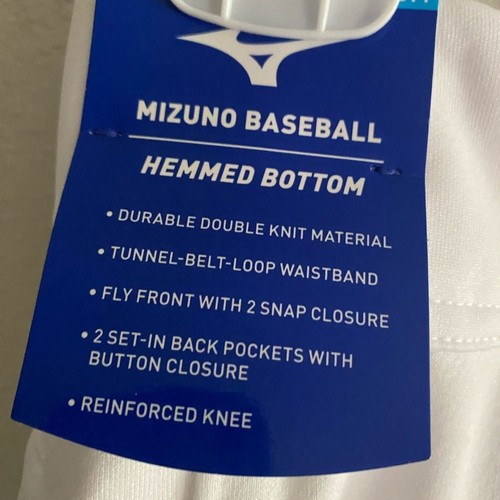 MIZUNO BASEBALL
HEMMED BOTTOM
• DURABLE DOUBLE KNIT MATERIAL
• TUNNEL-BELT-LOOP WAISTBAND
• FLY FRONT WITH 2 SNAP CLOSURE
• 2 SET-IN BACK POCKETS WITH
BUTTON CLOSURE
• REINFORCED KNEE